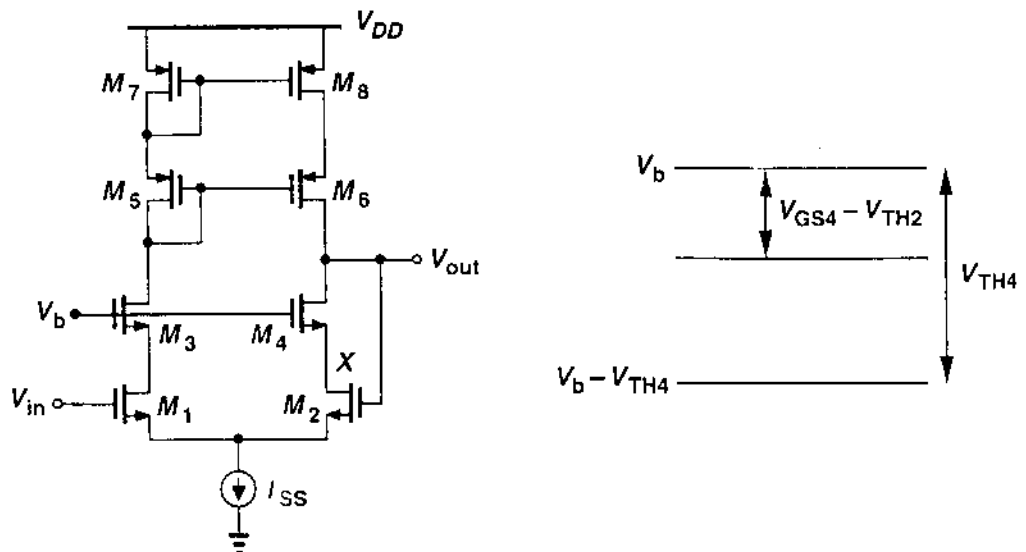 VDD
M7
M8
M5
M6
Vout
Vb
M3
M4
X
Vin
M1
M2
ISS
Vb
VGS4 – VTH2
VTH4
Vb – VTH4